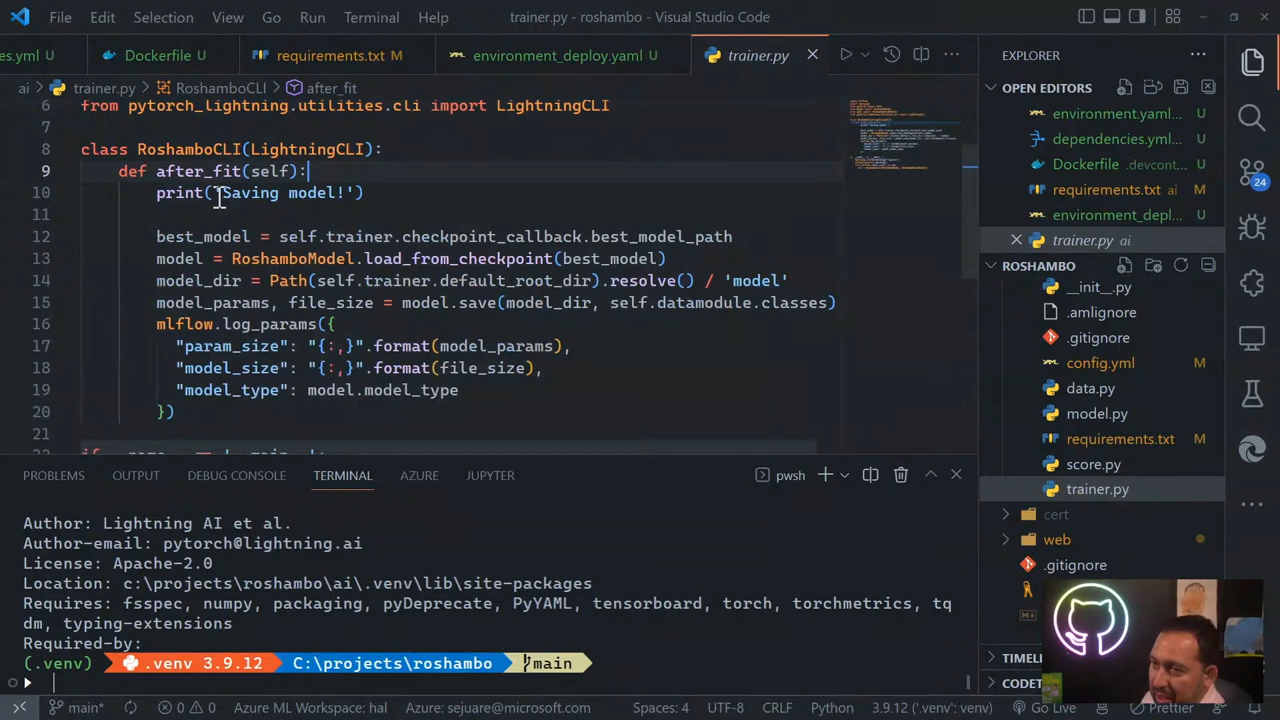 File Edit Selection View Go Run Terminal Help trainer.py - roshambo - Visual Studio Code
es.yml Dockerfile U requirements.txt M environment_deploy.yaml U trainer.py
ai > trainer.py > RoshamboCLI > after_fit
6 from pytorch_lightning.utilities.cli import LightningCLI
7
8 class RoshamboCLI(LightningCLI):
9 def after_fit(self):
10 print('Saving model!')
11
12 best_model = self.trainer.checkpoint_callback.best_model_path
13 model = RoshamboModel.load_from_checkpoint(best_model)
14 model_dir = Path(self.trainer.default_root_dir).resolve() / 'model'
15 model_params, file_size = model.save(model_dir, self.datamodule.classes)
16 mlflow.log_params({
17 "param_size": "{:,}".format(model_params),
18 "model_size": "{:,}".format(file_size),
19 "model_type": model.model_type
20 })
21
PROBLEMS OUTPUT DEBUG CONSOLE TERMINAL AZURE JUPYTER
pwsh
Author: Lightning AI et al.
Author-email: pytorch@lightning.ai
License: Apache-2.0
Location: c:\projects\roshambo\ai\.venv\lib\site-packages
Requires: fsspec, numpy, packaging, pyDeprecate, PyYAML, tensorboard, torch, torchmetrics, tq
dm, typing-extensions
Required-by:
(.venv) .venv 3.9.12 C:\projects\roshambo main
EXPLORER
OPEN EDITORS
environment.yaml U
dependencies.yml U
Dockerfile .devcont... U
requirements.txt ai M
environment_depl... U
trainer.py ai
ROSHAMBO
__init__.py
.amlignore
.gitignore
config.yml M
data.py
model.py
requirements.txt M
score.py
trainer.py
cert
web
.gitignore
TIMELI
CODET
24
main* 0 0 Azure ML Workspace: hal Azure: sejuare@microsoft.com Spaces: 4 UTF-8 CRLF Python 3.9.12 ('.venv': venv) Go Live Prettier